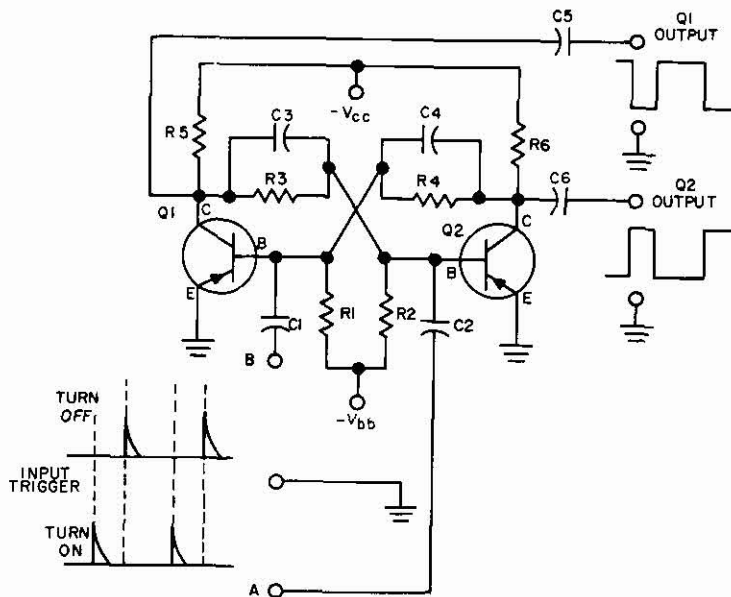 C5
Q1
OUTPUT
-Vcc
C3
C4
R5
R6
R3
R4
C6
Q2
OUTPUT
Q1
C
Q2
C
B
B
E
E
C1
R1
R2
C2
B
-Vbb
TURN
OFF
INPUT
TRIGGER
TURN
ON
A